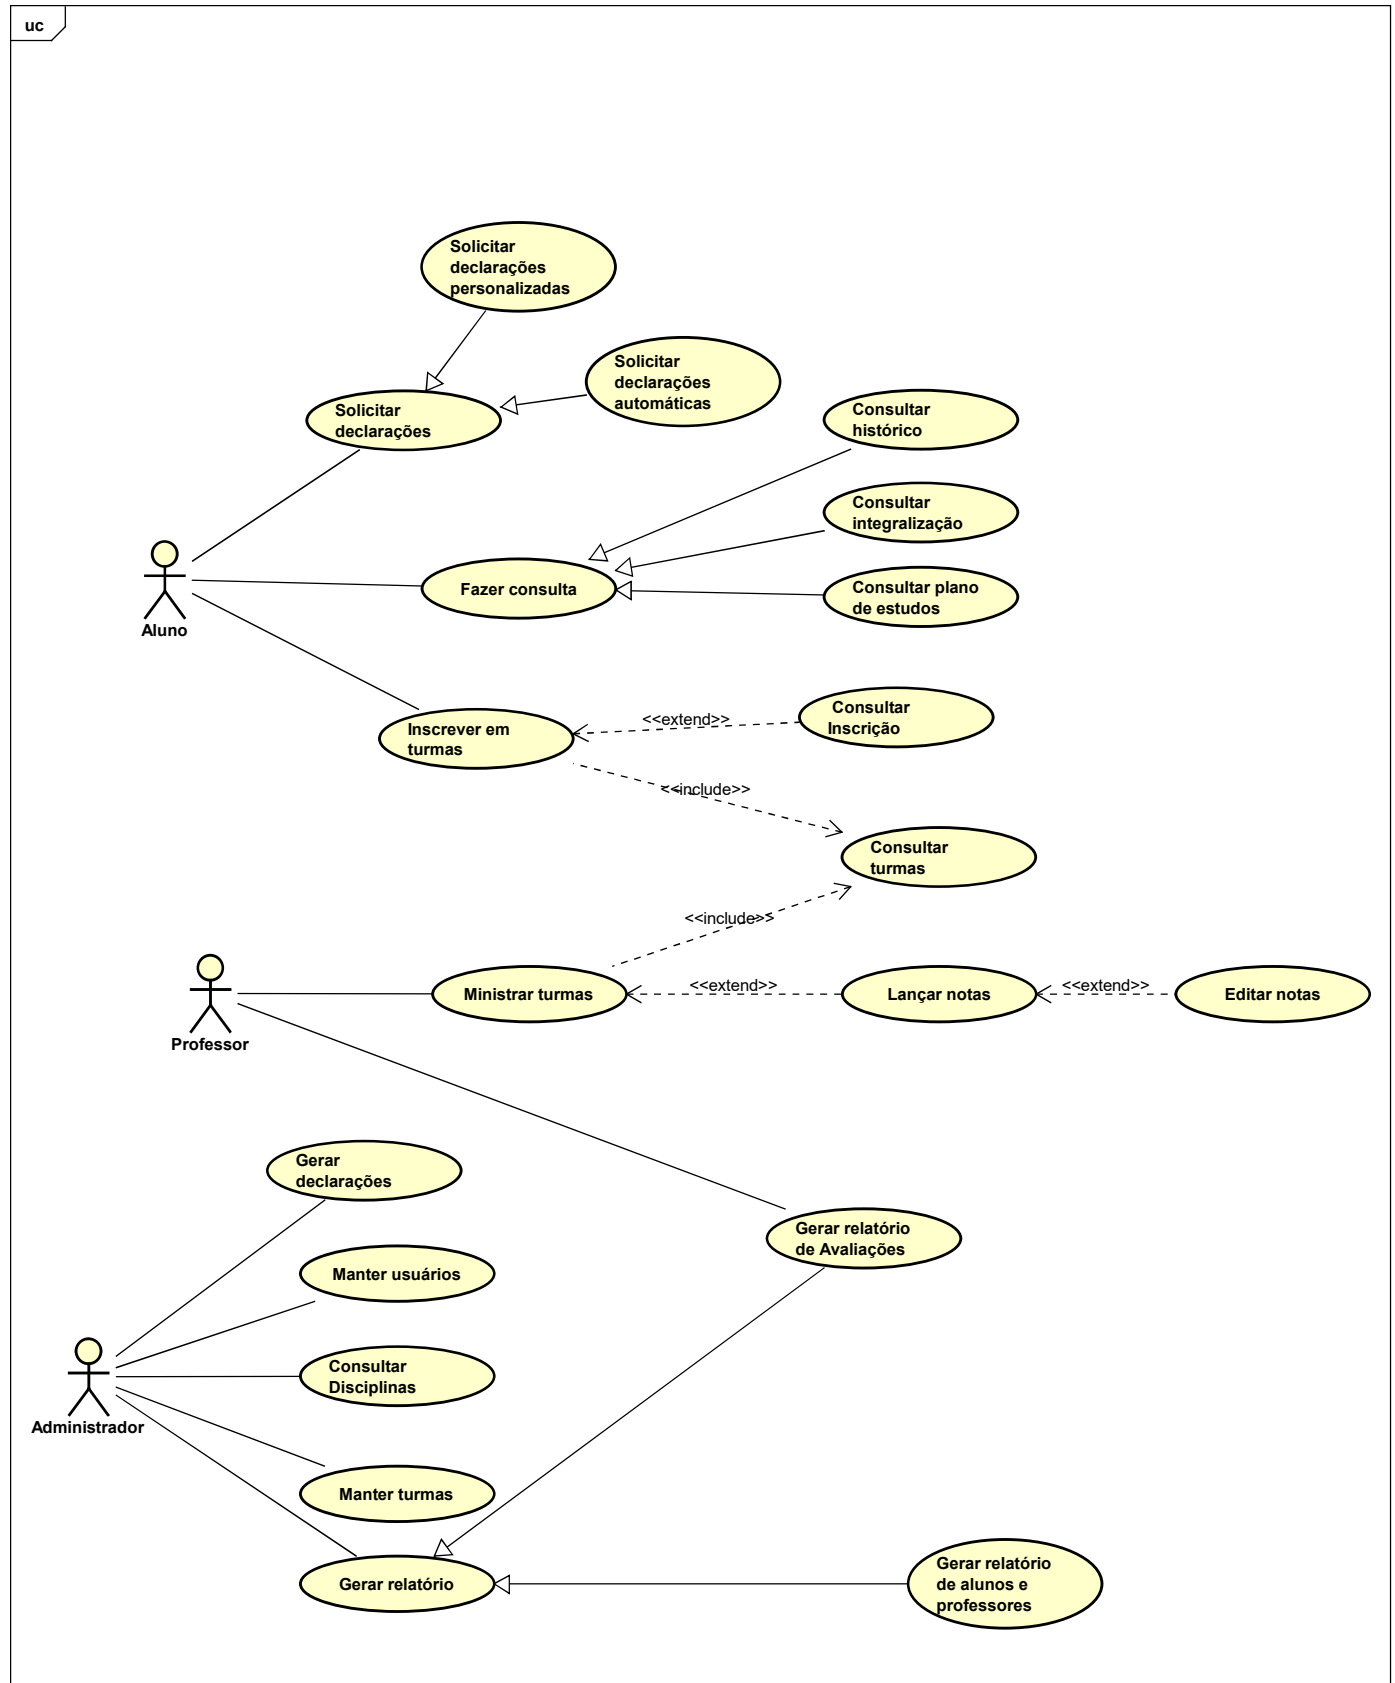 uc
Solicitar
declarações
personalizadas
Solicitar
declarações
automáticas
Solicitar
declarações
Consultar
histórico
Consultar
integralização
Fazer consulta
Consultar plano
de estudos
Aluno
Inscrever em
turmas
<<extend>>
Consultar
Inscrição
<<include>>
Consultar
turmas
<<include>>
Ministrar turmas
<<extend>>
Lançar notas
<<extend>>
Editar notas
Professor
Gerar
declarações
Gerar relatório
de Avaliações
Manter usuários
Consultar
Disciplinas
Administrador
Manter turmas
Gerar relatório
Gerar relatório
de alunos e
professores